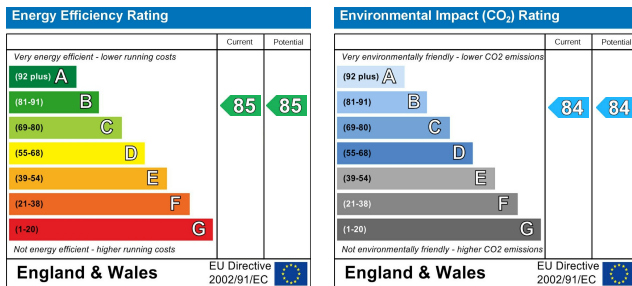 Energy Efficiency Rating
Current Potential
Very energy efficient - lower running costs
(92 plus) A
(81-91) B
85 85
(69-80) C
(55-68) D
(39-54) E
(21-38) F
(1-20) G
Not energy efficient - higher running costs
England & Wales
EU Directive
2002/91/EC
Environmental Impact (CO₂) Rating
Current Potential
Very environmentally friendly - lower CO2 emissions
(92 plus) A
(81-91) B
84 84
(69-80) C
(55-68) D
(39-54) E
(21-38) F
(1-20) G
Not environmentally friendly - higher CO2 emissions
England & Wales
EU Directive
2002/91/EC